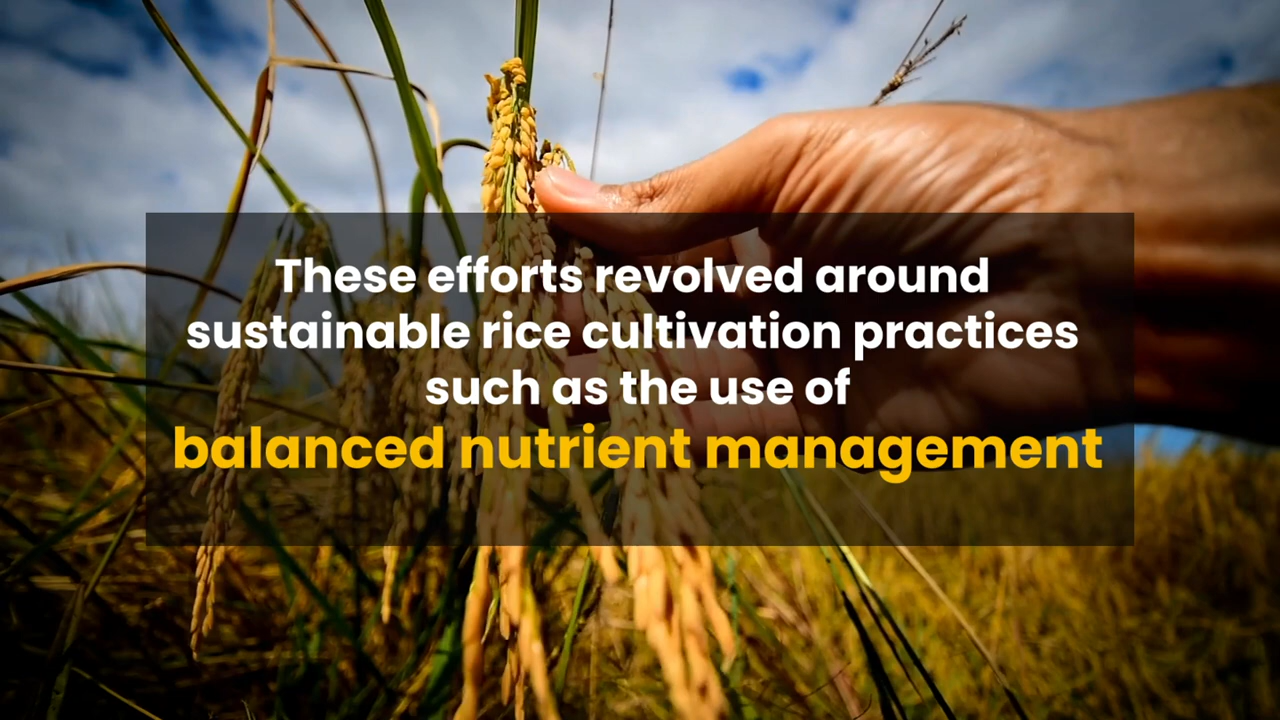 These efforts revolved around
sustainable rice cultivation practices
such as the use of
balanced nutrient management